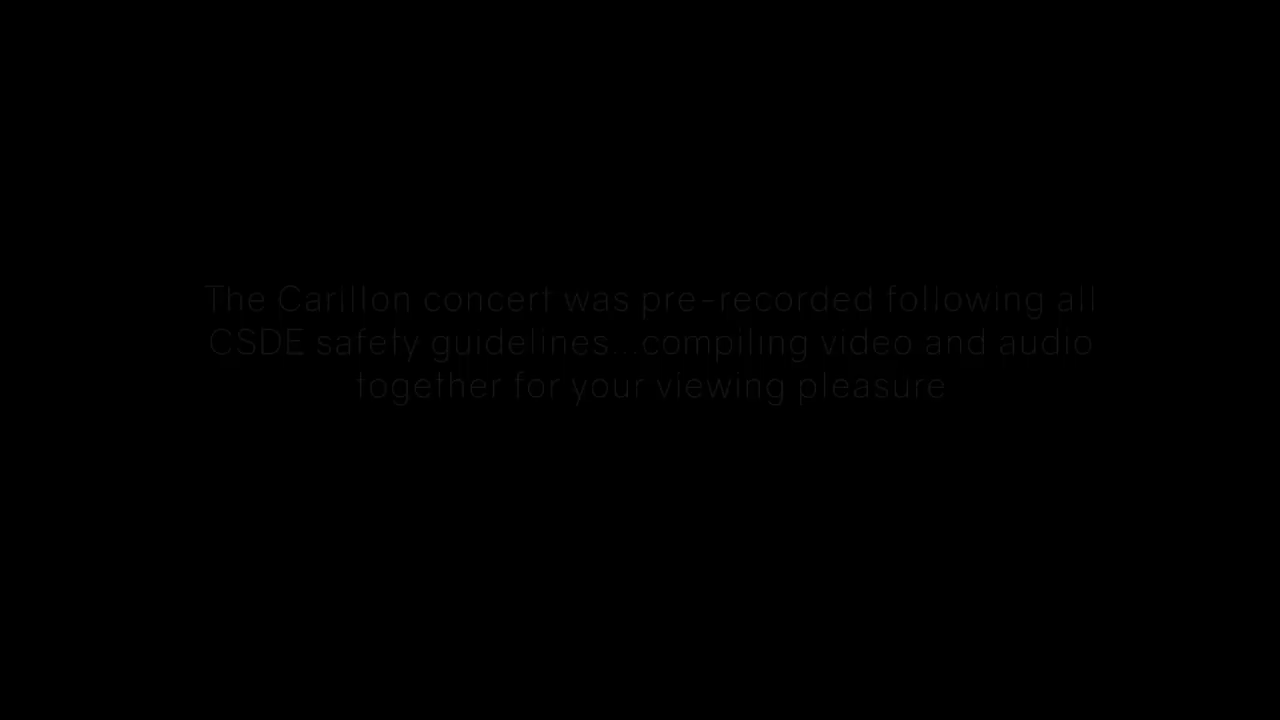 The Carillon concert was pre-recorded following all
CSDE safety guidelines...compiling video and audio
together for your viewing pleasure